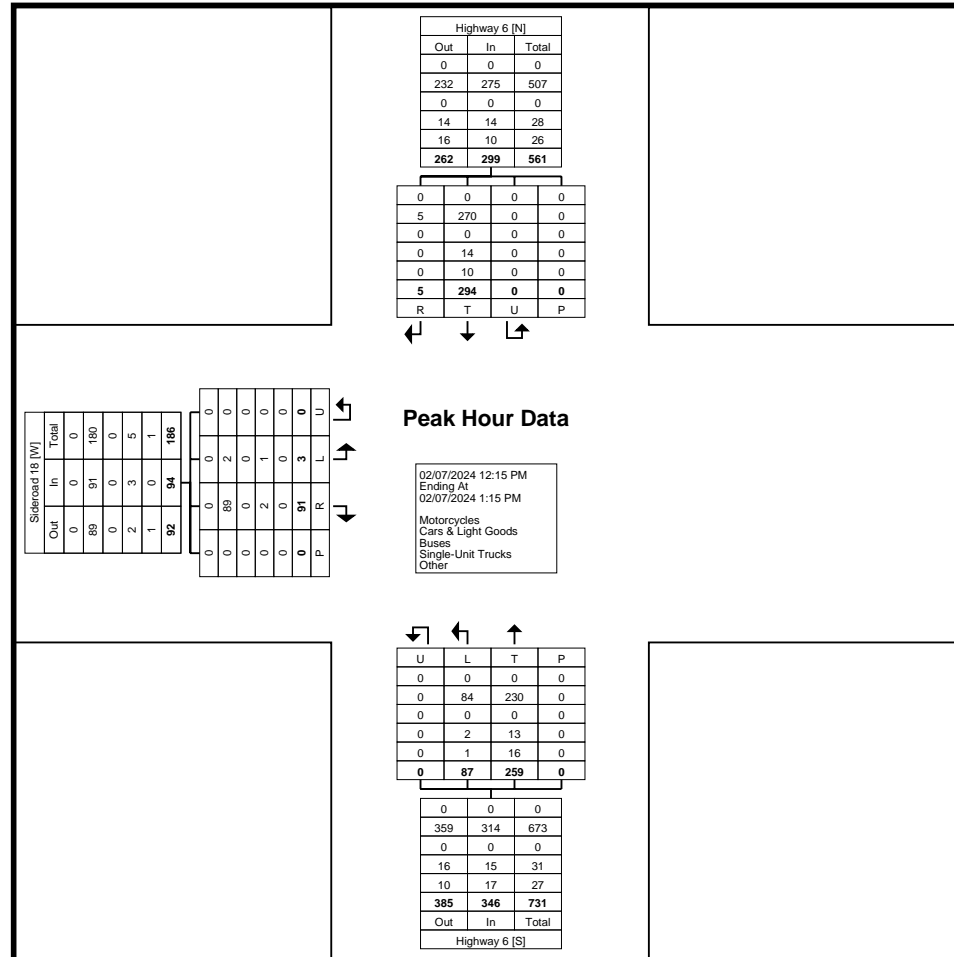 Highway 6 [N]
Out In Total
0 0 0
232 275 507
0 0 0
14 14 28
16 10 26
262 299 561
0 0 0 0
5 270 0 0
0 0 0 0
0 14 0 0
0 10 0 0
5 294 0 0
R T U P
Sideroad 18 [W]
Out In Total
0 0 0
89 91 180
0 0 0
2 3 5
1 0 1
92 94 186
0 0 0 0
0 89 2 0
0 0 0 0
0 2 1 0
0 0 0 0
0 91 3 0
P R L U
Peak Hour Data
02/07/2024 12:15 PM
Ending At
02/07/2024 1:15 PM
Motorcycles
Cars & Light Goods
Buses
Single-Unit Trucks
Other
U L T P
0 0 0 0
0 84 230 0
0 0 0 0
0 2 13 0
0 1 16 0
0 87 259 0
0 0 0
359 314 673
0 0 0
16 15 31
10 17 27
385 346 731
Out In Total
Highway 6 [S]